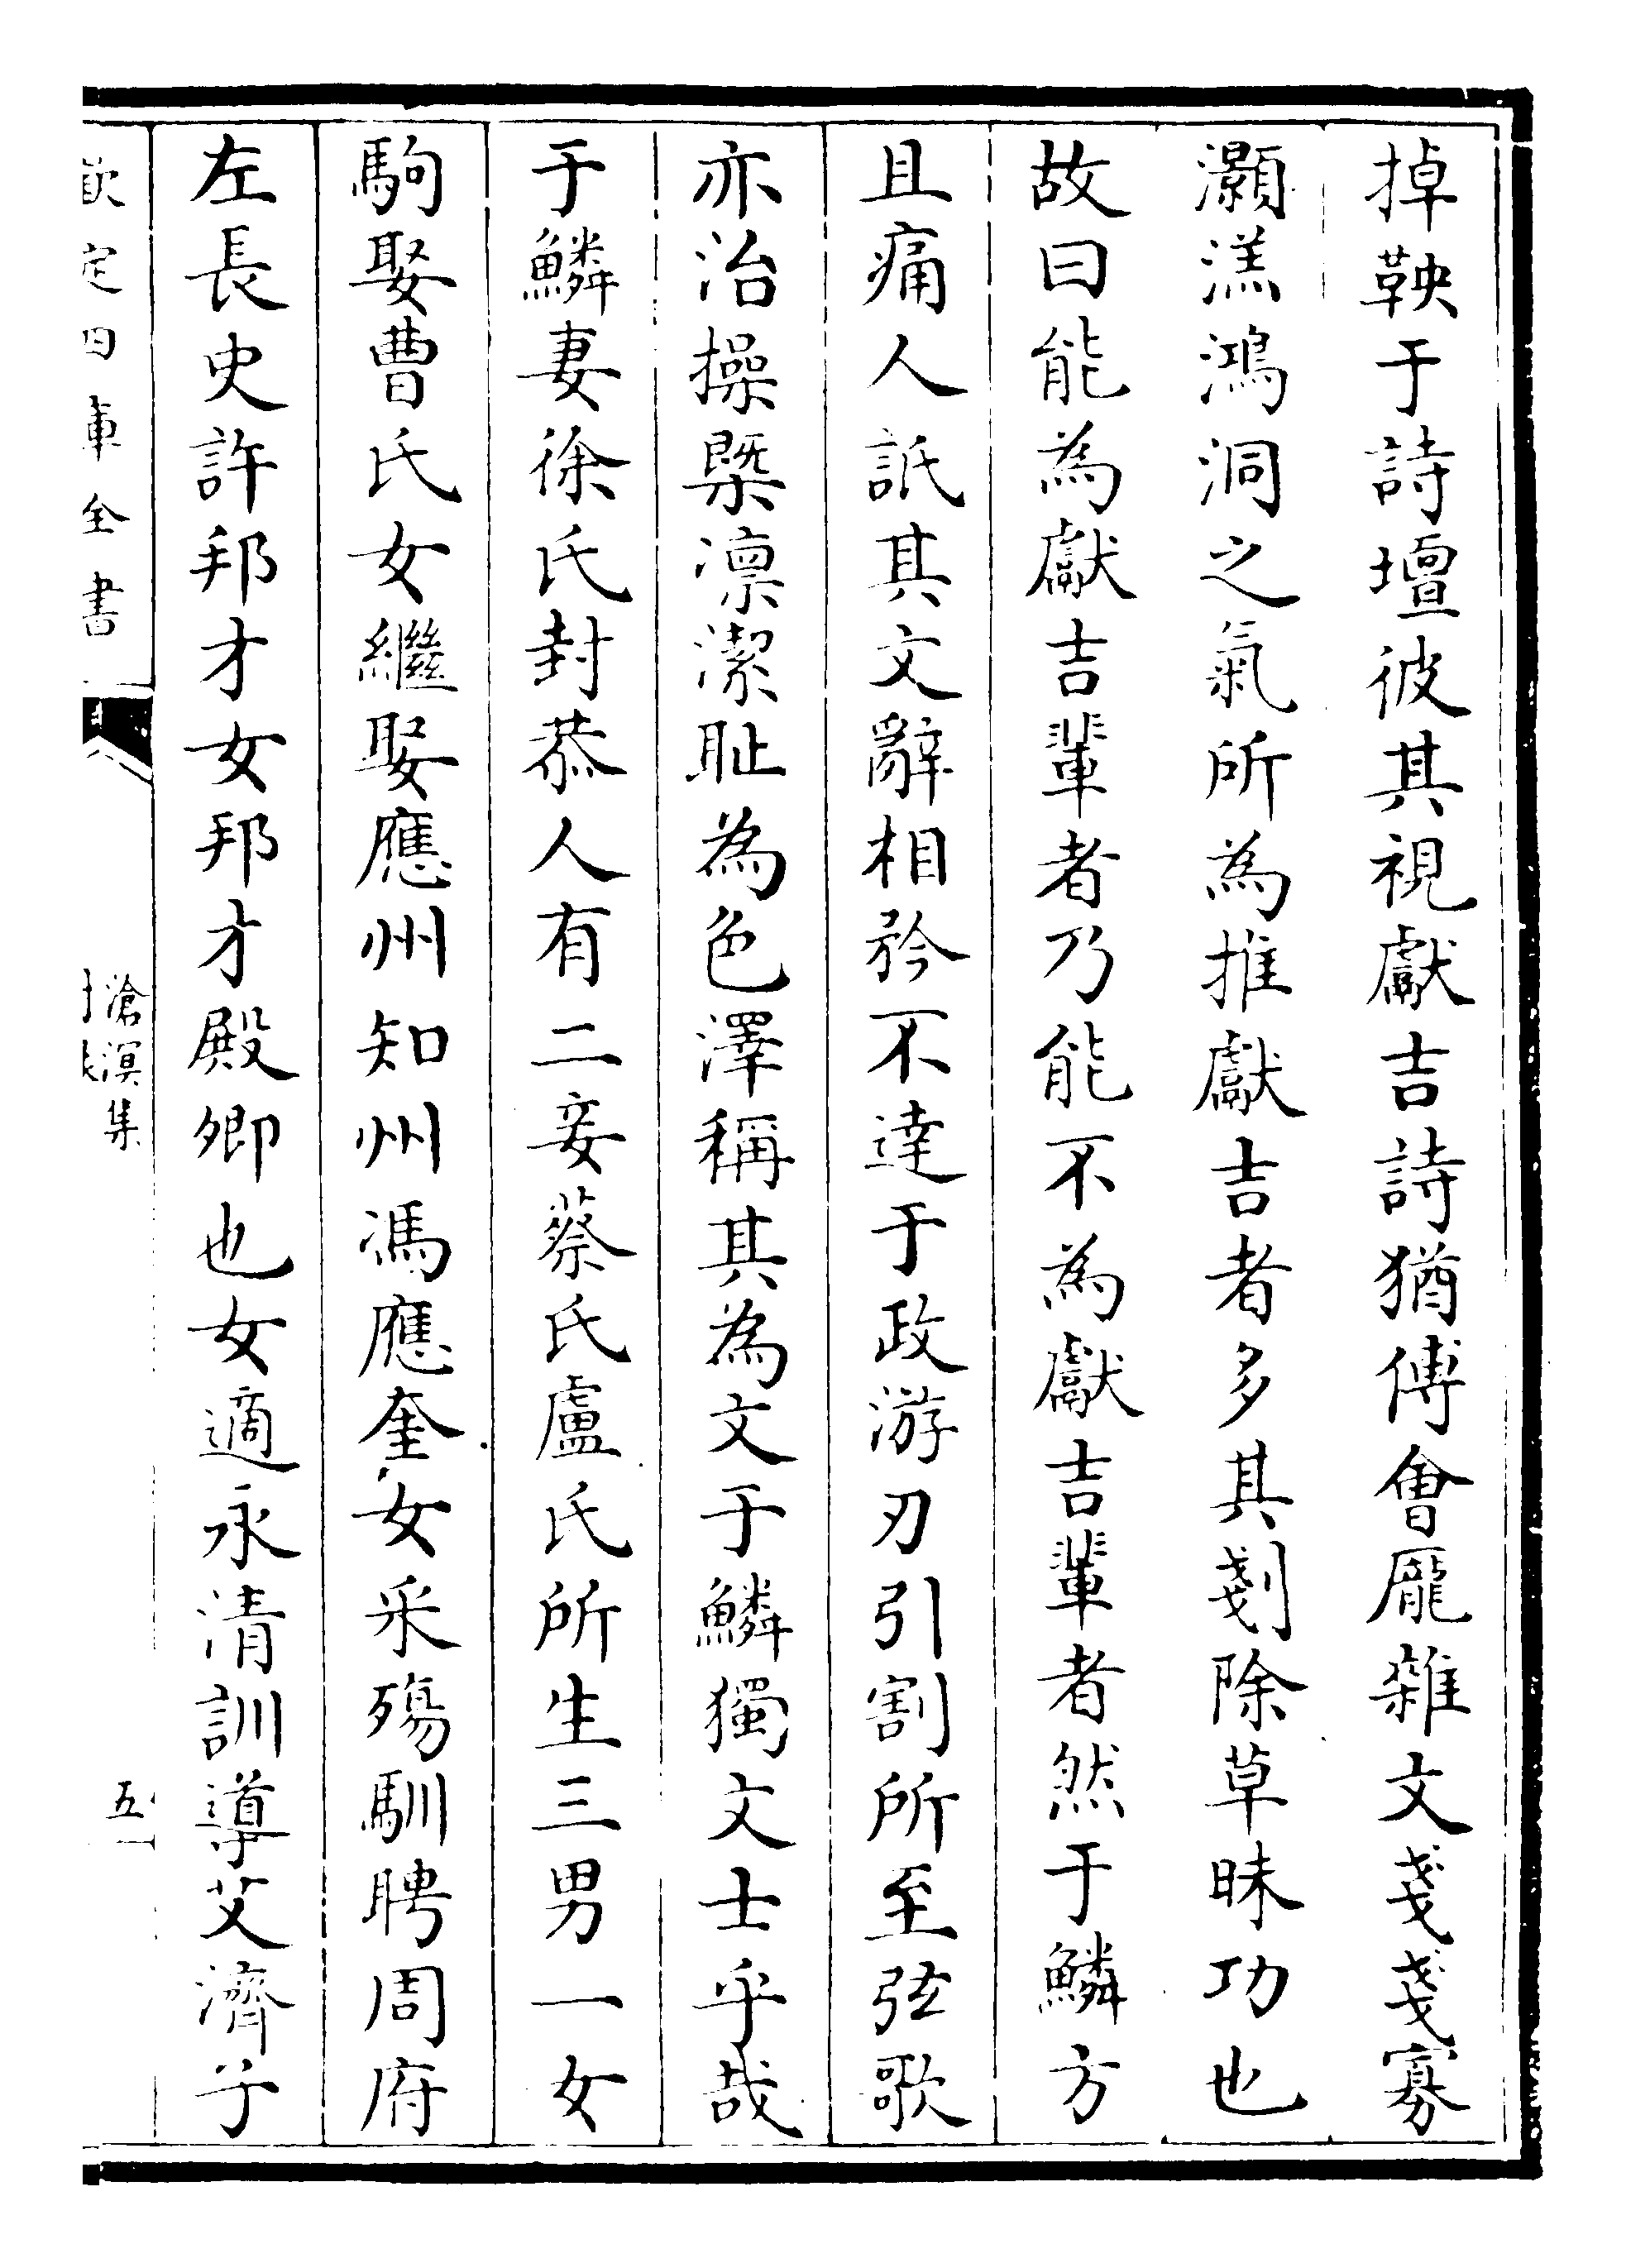 掉鞅于詩壇彼其視獻吉詩猶傅會龎雜文戔戔寡
灝溔鴻洞之氣所為推獻吉者多其剗除草昧功也
故曰能為獻吉輩者乃能不為獻吉輩者然于鱗方
且痛人詆其文辭相矜不達于政游刃引割所至弦歌
亦治操槩凛潔耻為色澤稱其為文于鱗獨文士乎哉
于鱗妻徐氏封恭人有二妾蔡氏盧氏所生三男一女
駒娶曹氏女繼娶應州知州馮應奎女采殤馴聘周府
左長史許邦才女邦才殿卿也女適永清訓導艾濟子
欽定四庫全書
滄溟集
五